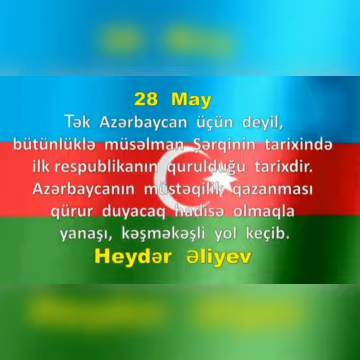 28 May
Tək Azərbaycan üçün deyil,
bütünlüklə müsəlman Şərqinin tarixində
ilk respublikanın qurulduğu tarixdir.
Azərbaycanın müstəqillik qazanması
qürur duyacaq hadisə olmaqla
yanaşı, keşməkəşli yol keçib.
Heydər Əliyev